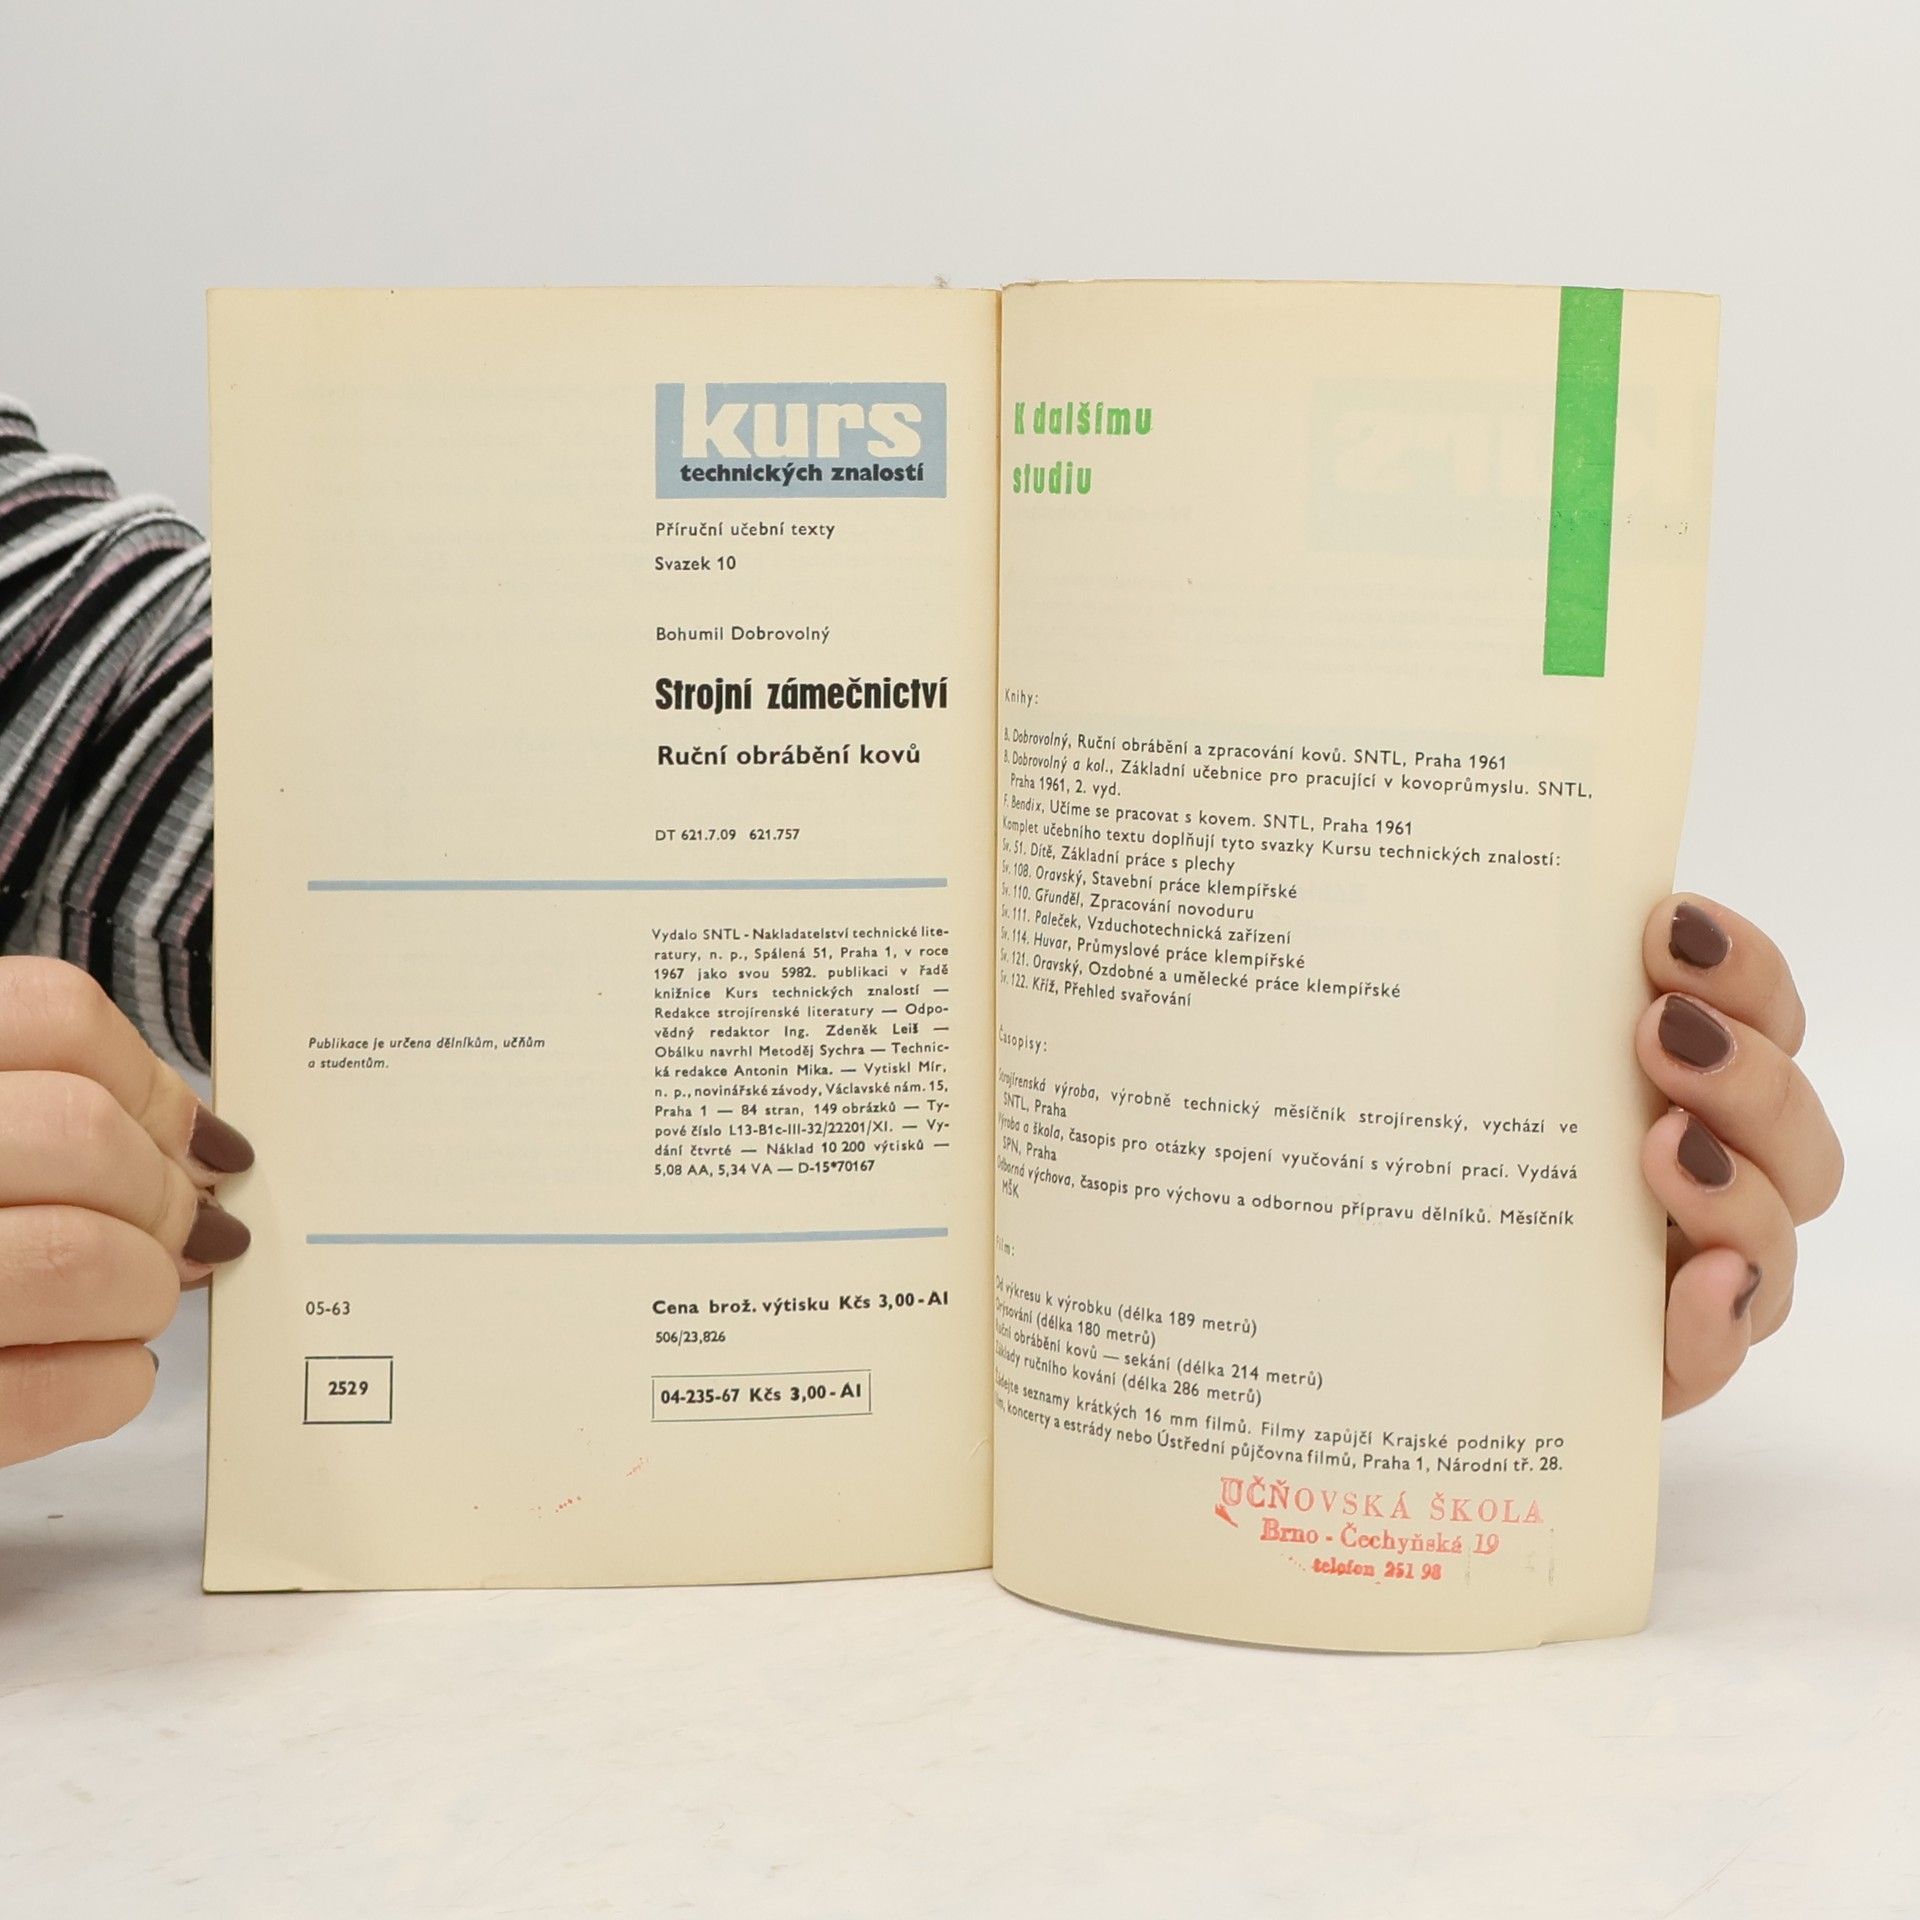 kurs
technických znalostí
Příruční učební texty
Svazek 10
Bohumil Dobrovolný
Strojní zámečnictví
Ruční obrábění kovů
DT 621.7.09 621.757
Vydalo SNTL - Nakladatelství technické lite-
ratury, n. p., Spálená 51, Praha 1, v roce
1967 jako svou 5982. publikaci v řadě
knižnice Kurs technických znalostí —
Redakce strojírenské literatury — Odpo-
vědný redaktor Ing. Zdeněk Leiš —
Obálku navrhl Metoděj Sychra — Technic-
ká redakce Antonin Mika. — Vytiskl Mír,
n. p., novinářské závody, Václavské nám. 15,
Praha 1 — 84 stran, 149 obrázků — Ty-
pové číslo L13-B1c-III-32/22201/XI. — Vy-
dání čtvrté — Náklad 10 200 výtisků —
5,08 AA, 5,34 VA — D-15*70167
Publikace je určena dělníkům, učňům
a studentům.
05-63
2529
Cena brož. výtisku Kčs 3,00-AI
506/23,826
04-235-67 Kčs 3,00-AI
K dalšímu
studiu
Knihy:
B. Dobrovolný, Ruční obrábění a zpracování kovů. SNTL, Praha 1961
B. Dobrovolný a kol., Základní učebnice pro pracující v kovoprůmyslu. SNTL,
Praha 1961, 2. vyd.
F. Bendix, Učíme se pracovat s kovem. SNTL, Praha 1961
Komplet učebního textu doplňují tyto svazky Kursu technických znalostí:
Sv. 51. Dítě, Základní práce s plechy
Sv. 108. Oravský, Stavební práce klempířské
Sv. 110. Gřunděl, Zpracování novoduru
Sv. 111. Paleček, Vzduchotechnická zařízení
Sv. 114. Huvar, Průmyslové práce klempířské
Sv. 121. Oravský, Ozdobné a umělecké práce klempířské
Sv. 122. Kříž, Přehled svařování
Časopisy:
Strojírenská výroba, výrobně technický měsíčník strojírenský, vychází ve
SNTL, Praha
Výroba a škola, časopis pro otázky spojení vyučování s výrobní prací. Vydává
SPN, Praha
Odborná výchova, časopis pro výchovu a odbornou přípravu dělníků. Měsíčník
MŠK
Film:
Od výkresu k výrobku (délka 189 metrů)
Orýsování (délka 180 metrů)
Ruční obrábění kovů — sekání (délka 214 metrů)
Základy ručního kování (délka 286 metrů)
Žádejte seznamy krátkých 16 mm filmů. Filmy zapůjčí Krajské podniky pro
film, koncerty a estrády nebo Ústřední půjčovna filmů, Praha 1, Národní tř. 28.
UČŇOVSKÁ ŠKOLA
Brno - Čechyňská 19
telefon 251 98